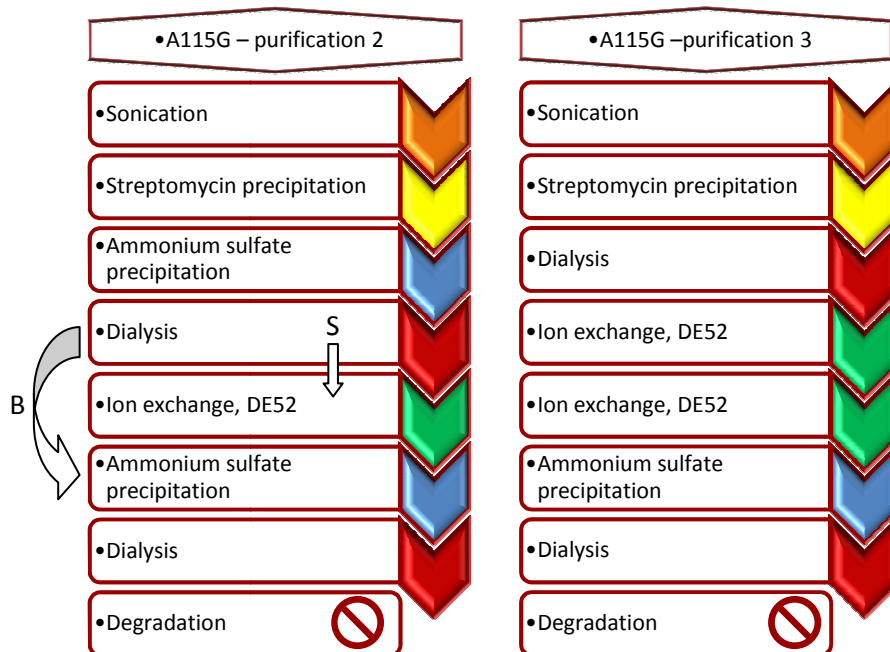 •A115G – purification 2
•Sonication
•Streptomycin precipitation
•Ammonium sulfate
precipitation
•Dialysis
S
•Ion exchange, DE52
B
•Ammonium sulfate
precipitation
•Dialysis
•Degradation
•A115G –purification 3
•Sonication
•Streptomycin precipitation
•Dialysis
•Ion exchange, DE52
•Ion exchange, DE52
•Ammonium sulfate
precipitation
•Dialysis
•Degradation